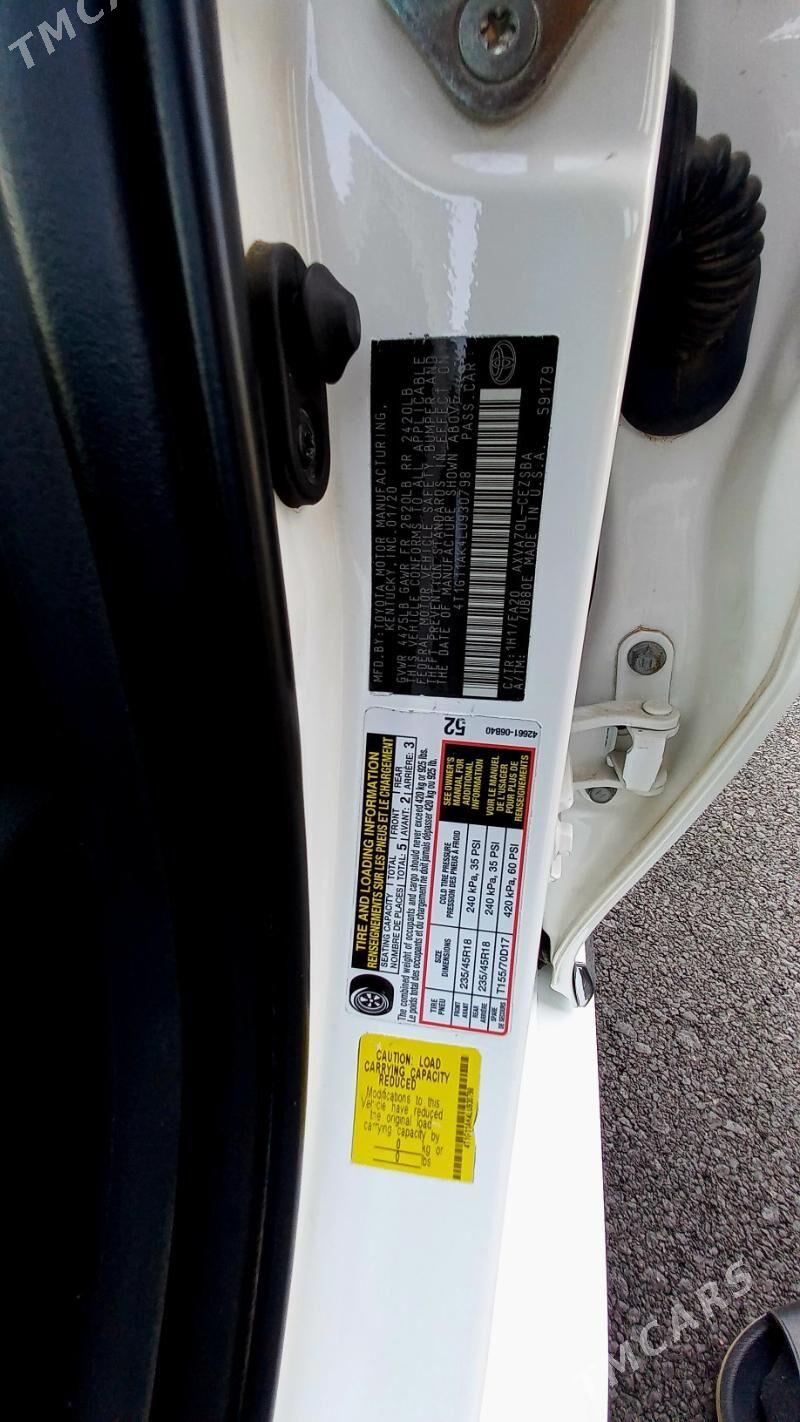 TMCARS
MFD.BY:TOYOTA MOTOR MANUFACTURING,
KENTUCKY, INC. 01/20
GVWR 4475LB GAWR FR 2620LB RR 2420LB
THIS VEHICLE CONFORMS TO ALL APPLICABLE
FEDERAL MOTOR VEHICLE SAFETY, BUMPER AND
THEFT PREVENTION STANDARDS IN EFFECT ON
THE DATE OF MANUFACTURE SHOWN ABOVE.
4T1G11AK4LU930798 PASS.CAR
C/TR:1H1/EA20 AXVA70L-CEZSBA
A/TM: 7UB80E MADE IN U.S.A. 59179
TIRE AND LOADING INFORMATION
RENSEIGNEMENTS SUR LES PNEUS ET LE CHARGEMENT
SEATING CAPACITY | TOTAL | FRONT | REAR
NOMBRE DE PLACES | TOTAL: 5 | AVANT: 2 | ARRIÈRE: 3
The combined weight of occupants and cargo should never exceed 420 kg or 925 lbs.
Le poids total des occupants et du chargement ne doit jamais dépasser 420 kg ou 925 lb.
TIRE PNEU
SIZE DIMENSIONS
COLD TIRE PRESSURE PRESSION DES PNEUS À FROID
FRONT AVANT 235/45R18 240 kPa, 35 PSI
REAR ARRIÈRE 235/45R18 240 kPa, 35 PSI
SPARE DE SECOURS T155/70D17 420 kPa, 60 PSI
SEE OWNER'S
MANUAL FOR
ADDITIONAL
INFORMATION
VOIR LE MANUEL
DE L'USAGER
POUR PLUS DE
RENSEIGNEMENTS
52
42661-06840
CAUTION: LOAD
CARRYING CAPACITY
REDUCED
Modifications to this
Vehicle have reduced
the original load
carrying capacity by
0 kg or
0 lbs
4T1G11AK4LU930798
TMCARS